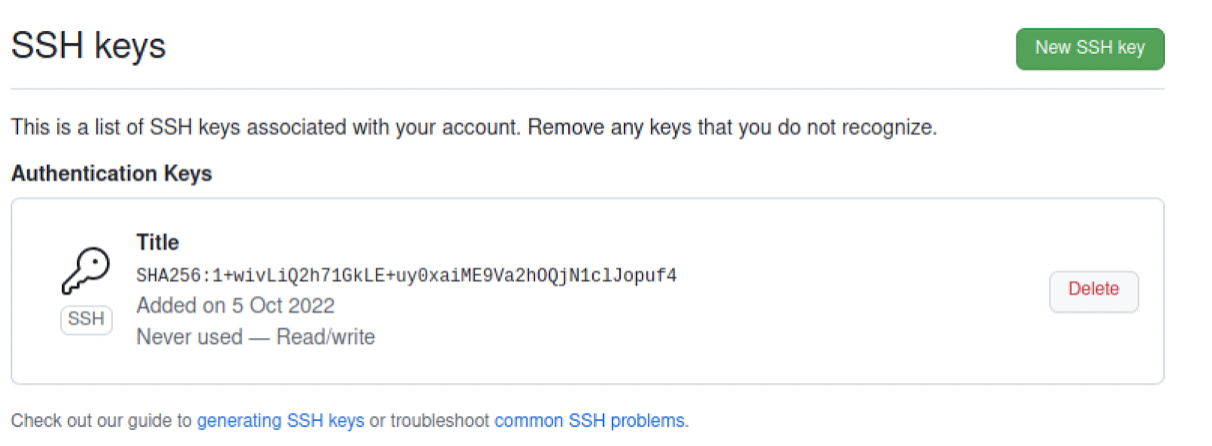 SSH keys
New SSH key
This is a list of SSH keys associated with your account. Remove any keys that you do not recognize.
Authentication Keys
Title
SHA256:1+wivLiQ2h71GkLE+uy0xaiME9Va2hOQjN1clJopuf4
Added on 5 Oct 2022
Never used — Read/write
SSH
Delete
Check out our guide to generating SSH keys or troubleshoot common SSH problems.